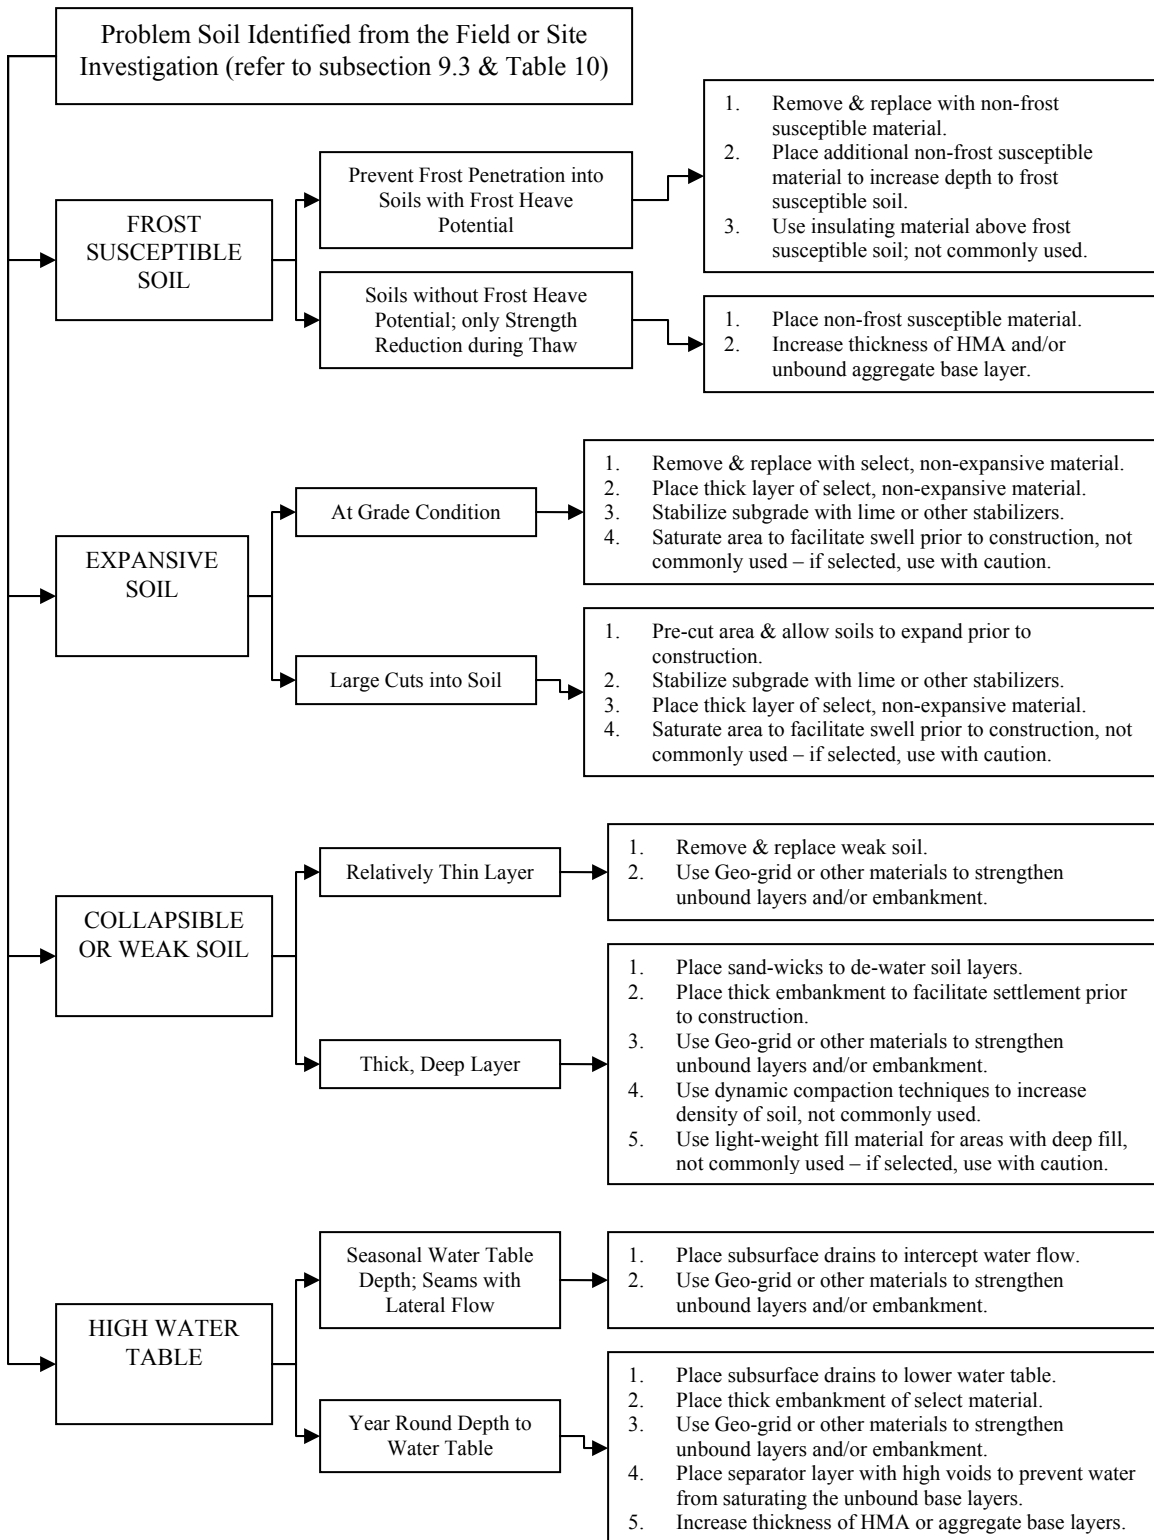 Problem Soil Identified from the Field or Site
Investigation (refer to subsection 9.3 & Table 10)
FROST
SUSCEPTIBLE
SOIL
Prevent Frost Penetration into
Soils with Frost Heave
Potential
1. Remove & replace with non-frost
susceptible material.
2. Place additional non-frost susceptible
material to increase depth to frost
susceptible soil.
3. Use insulating material above frost
susceptible soil; not commonly used.
Soils without Frost Heave
Potential; only Strength
Reduction during Thaw
1. Place non-frost susceptible material.
2. Increase thickness of HMA and/or
unbound aggregate base layer.
EXPANSIVE
SOIL
At Grade Condition
1. Remove & replace with select, non-expansive material.
2. Place thick layer of select, non-expansive material.
3. Stabilize subgrade with lime or other stabilizers.
4. Saturate area to facilitate swell prior to construction, not
commonly used – if selected, use with caution.
Large Cuts into Soil
1. Pre-cut area & allow soils to expand prior to
construction.
2. Stabilize subgrade with lime or other stabilizers.
3. Place thick layer of select, non-expansive material.
4. Saturate area to facilitate swell prior to construction, not
commonly used – if selected, use with caution.
COLLAPSIBLE
OR WEAK SOIL
Relatively Thin Layer
1. Remove & replace weak soil.
2. Use Geo-grid or other materials to strengthen
unbound layers and/or embankment.
Thick, Deep Layer
1. Place sand-wicks to de-water soil layers.
2. Place thick embankment to facilitate settlement prior
to construction.
3. Use Geo-grid or other materials to strengthen
unbound layers and/or embankment.
4. Use dynamic compaction techniques to increase
density of soil, not commonly used.
5. Use light-weight fill material for areas with deep fill,
not commonly used – if selected, use with caution.
HIGH WATER
TABLE
Seasonal Water Table
Depth; Seams with
Lateral Flow
1. Place subsurface drains to intercept water flow.
2. Use Geo-grid or other materials to strengthen
unbound layers and/or embankment.
Year Round Depth to
Water Table
1. Place subsurface drains to lower water table.
2. Place thick embankment of select material.
3. Use Geo-grid or other materials to strengthen
unbound layers and/or embankment.
4. Place separator layer with high voids to prevent water
from saturating the unbound base layers.
5. Increase thickness of HMA or aggregate base layers.